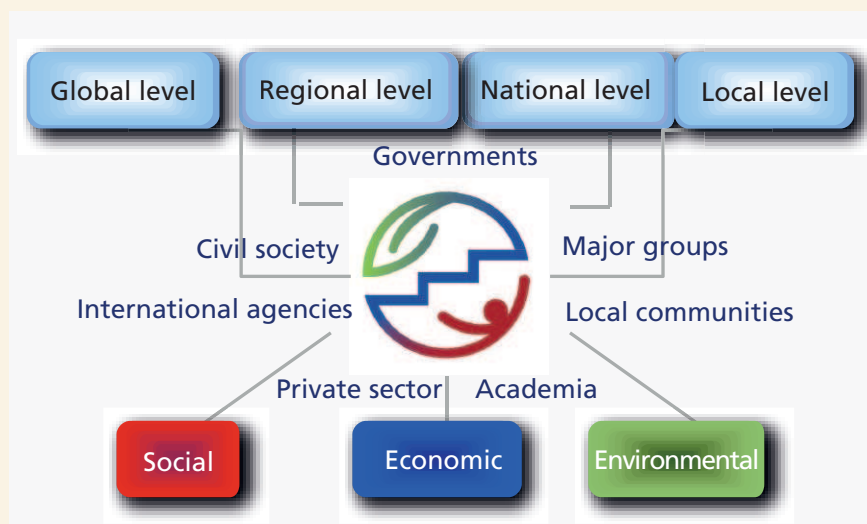 Global level
Regional level
National level
Local level
Governments
Civil society
Major groups
International agencies
Local communities
Private sector
Academia
Social
Economic
Environmental